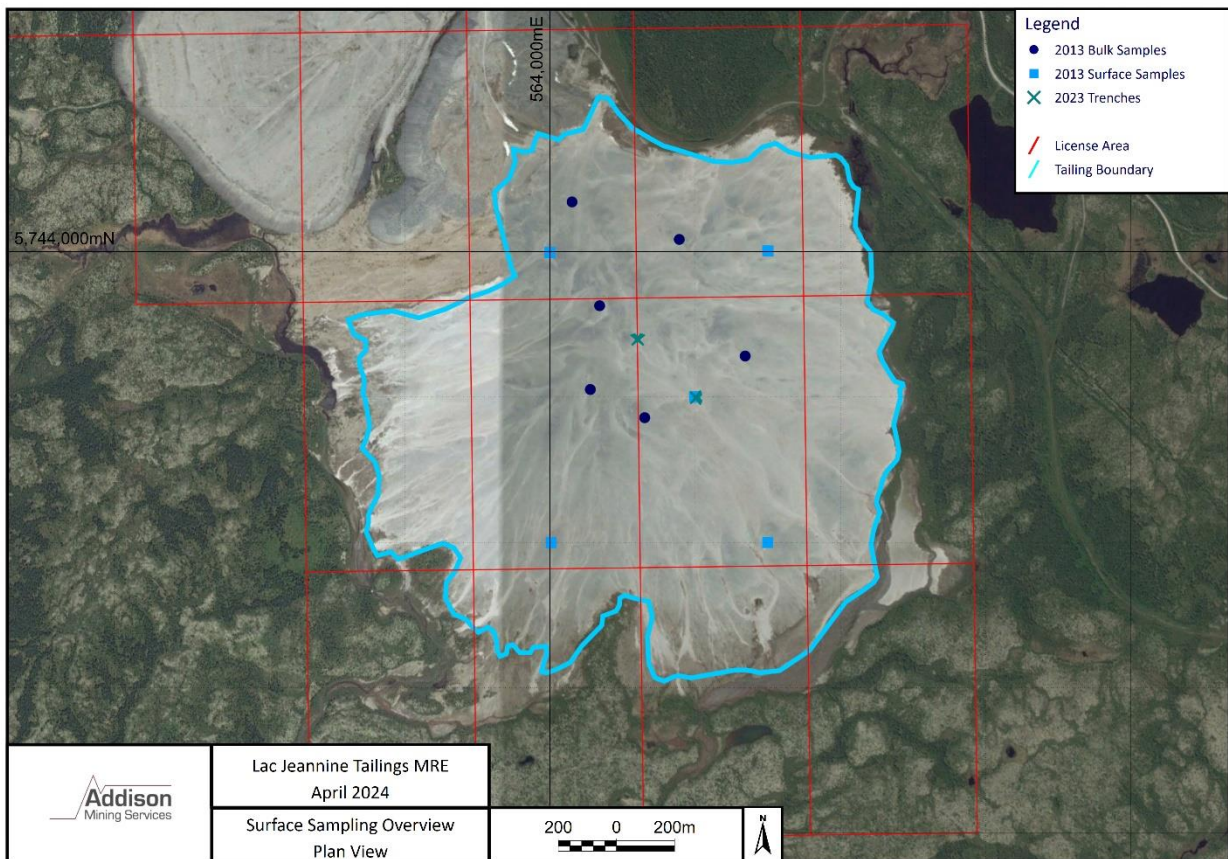 564,000mE
5,744,000mN
Legend
2013 Bulk Samples
2013 Surface Samples
2023 Trenches
License Area
Tailing Boundary
Addison
Mining Services
Lac Jeannine Tailings MRE
April 2024
Surface Sampling Overview
Plan View
200 0 200m
N